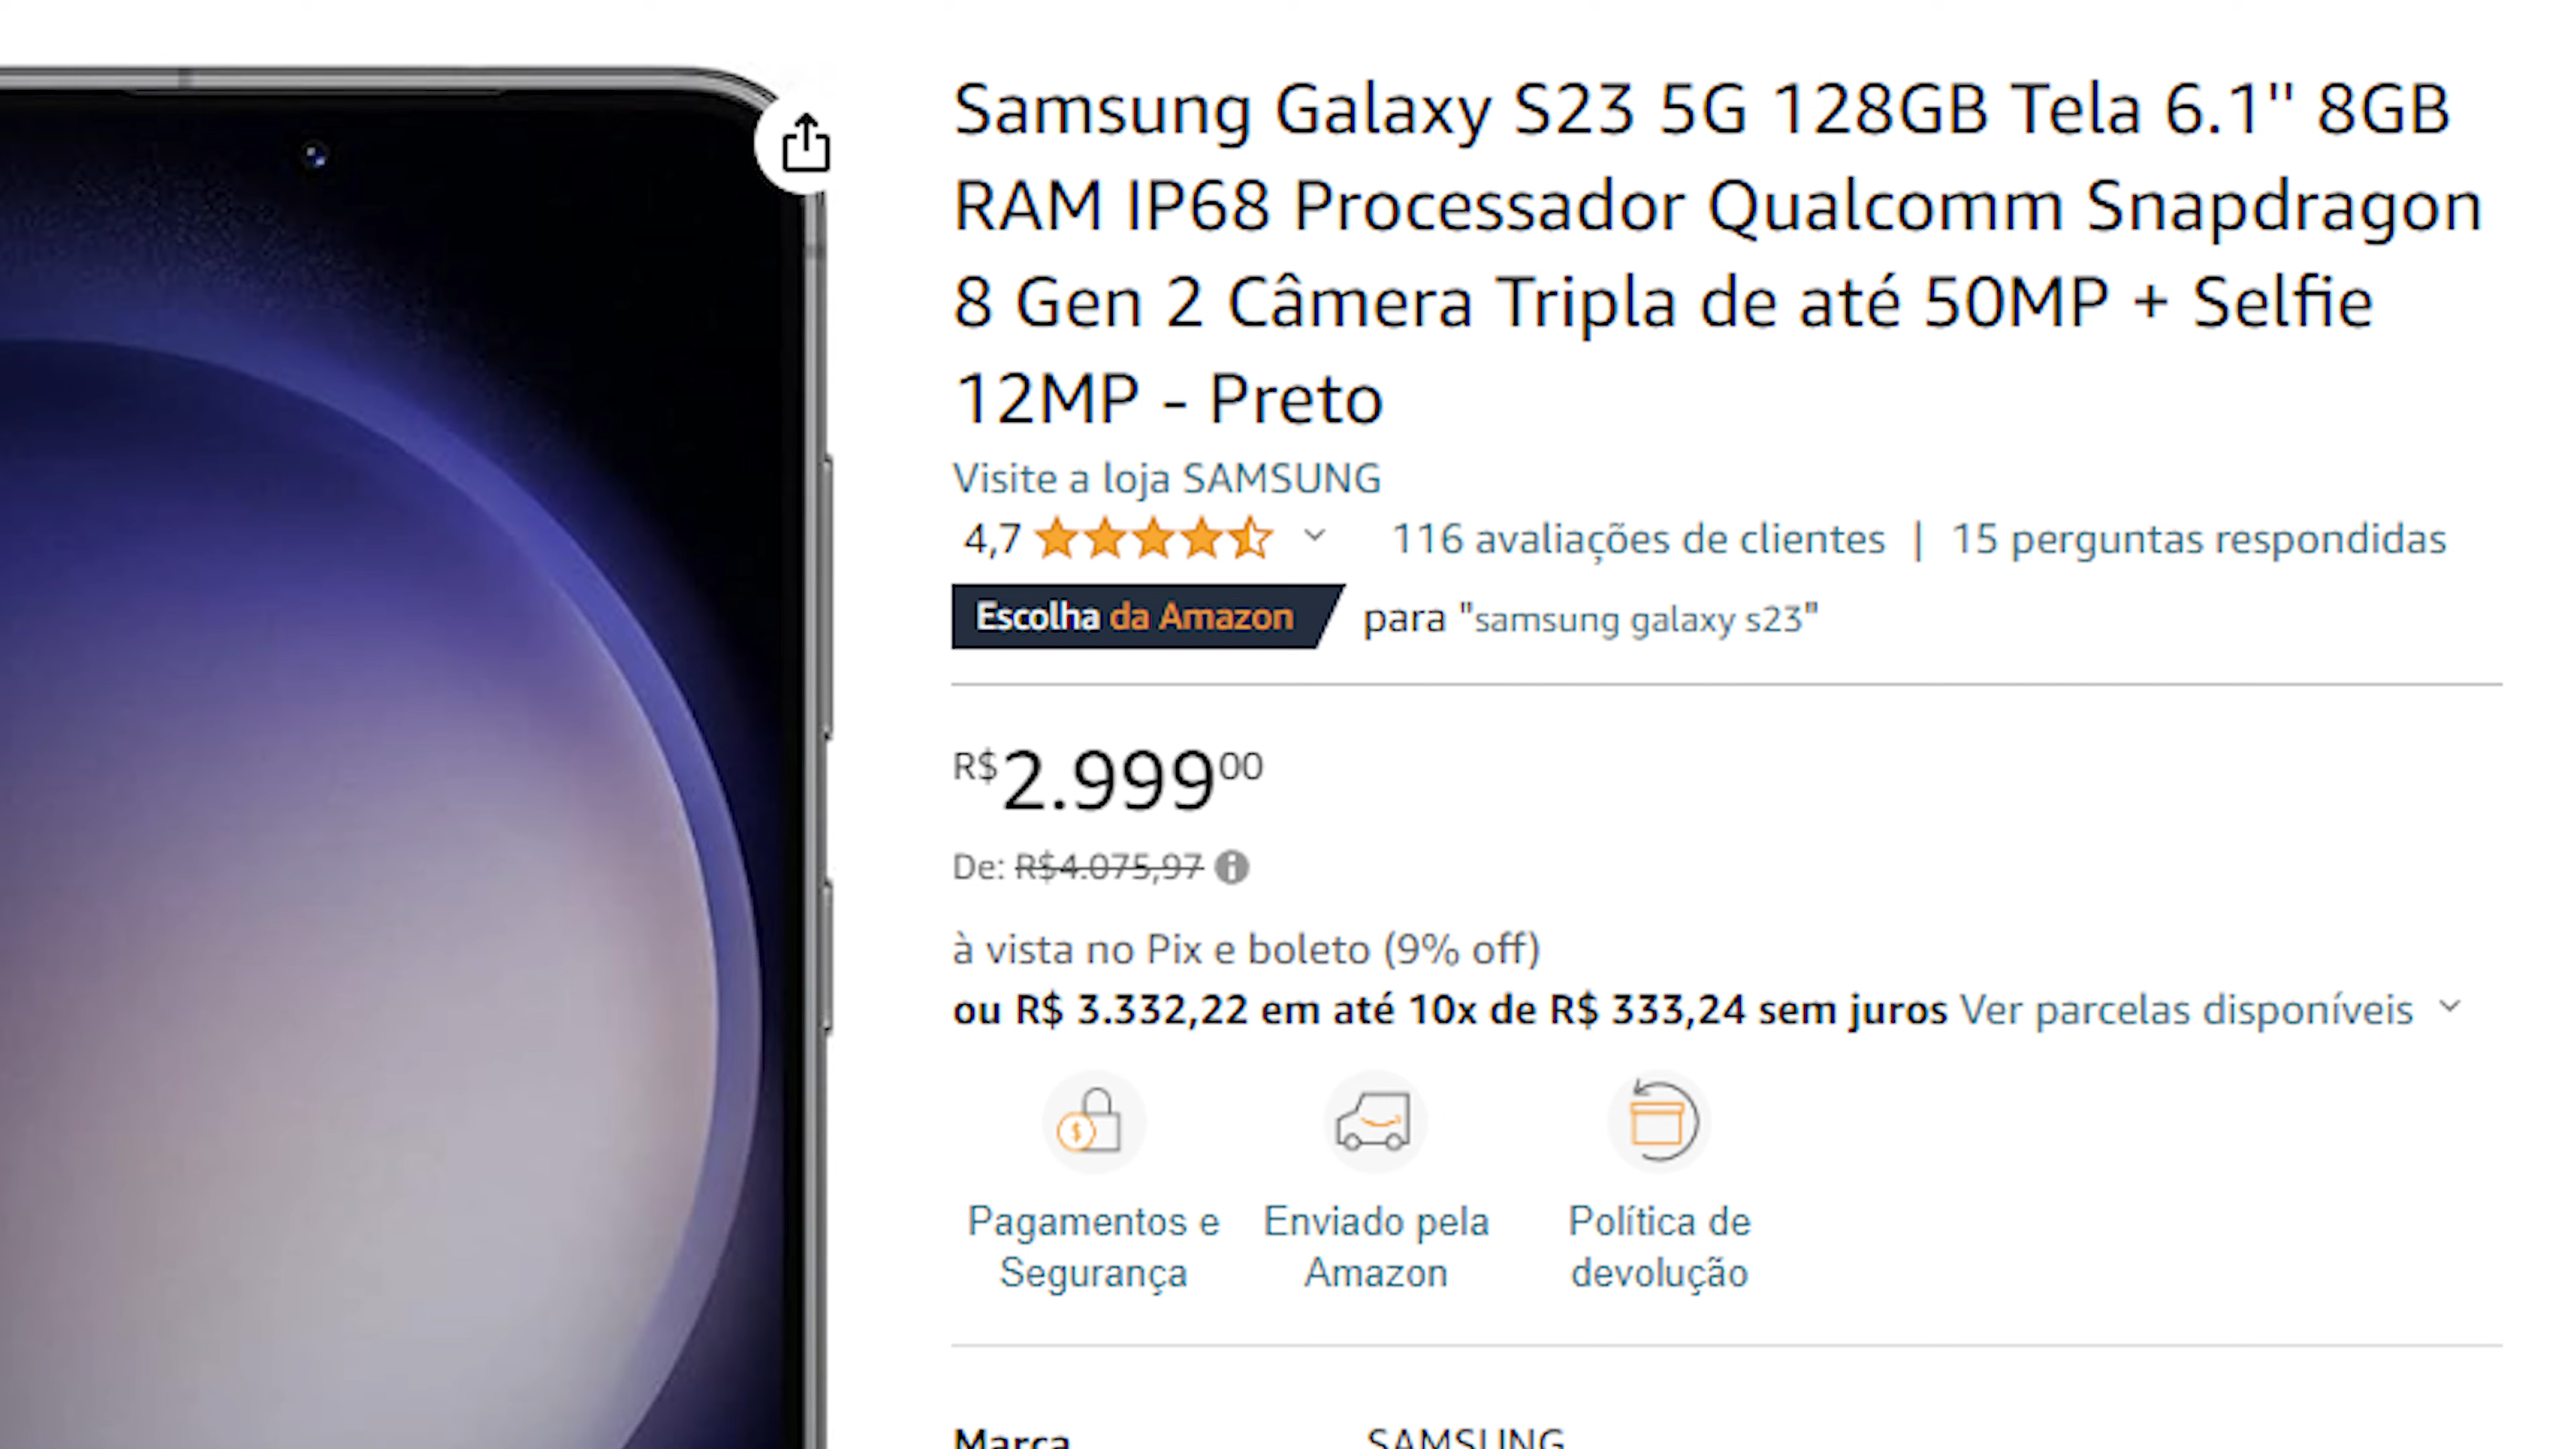 Samsung Galaxy S23 5G 128GB Tela 6.1" 8GB
RAM IP68 Processador Qualcomm Snapdragon
8 Gen 2 Câmera Tripla de até 50MP + Selfie
12MP - Preto
Visite a loja SAMSUNG
4,7 116 avaliações de clientes | 15 perguntas respondidas
Escolha da Amazon para "samsung galaxy s23"
R$2.99900
De: R$4.075,97
à vista no Pix e boleto (9% off)
ou R$ 3.332,22 em até 10x de R$ 333,24 sem juros Ver parcelas disponíveis
Pagamentos e Segurança
Enviado pela Amazon
Política de devolução
Marca SAMSUNG